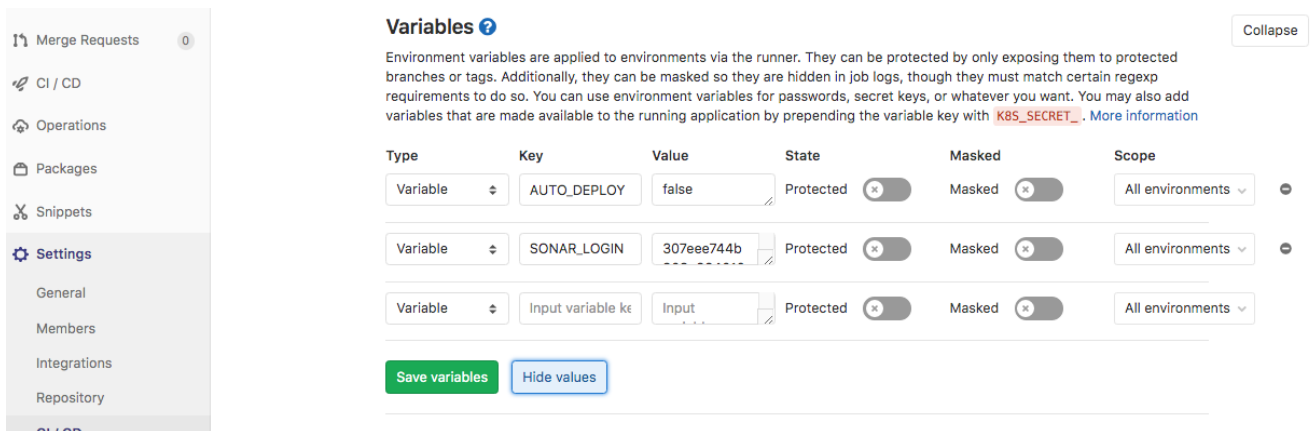 Merge Requests 0
CI / CD
Operations
Packages
Snippets
Settings
General
Members
Integrations
Repository
CI / CD
Variables ?
Collapse
Environment variables are applied to environments via the runner. They can be protected by only exposing them to protected
branches or tags. Additionally, they can be masked so they are hidden in job logs, though they must match certain regexp
requirements to do so. You can use environment variables for passwords, secret keys, or whatever you want. You may also add
variables that are made available to the running application by prepending the variable key with K8S_SECRET_ . More information
Type Key Value State Masked Scope
Variable AUTO_DEPLOY false Protected Masked All environments
Variable SONAR_LOGIN 307eee744b Protected Masked All environments
Variable Input variable ke Input Protected Masked All environments
Save variables Hide values